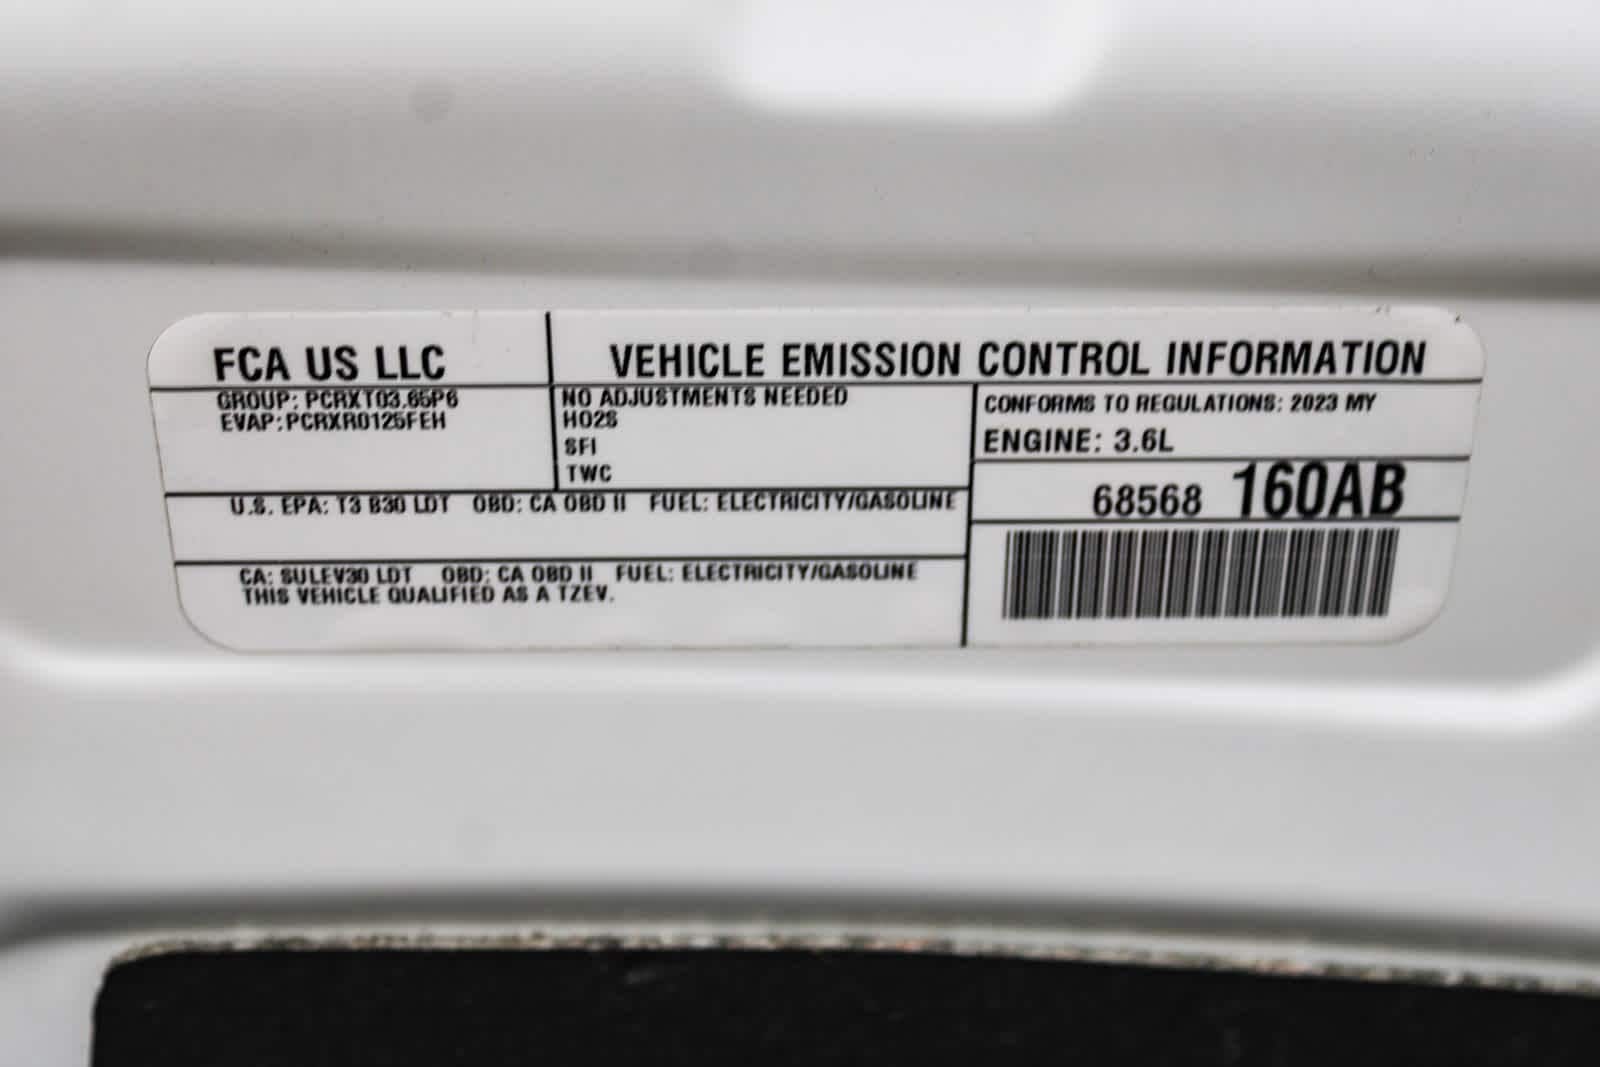 FCA US LLC
VEHICLE EMISSION CONTROL INFORMATION
GROUP: PCRXT03.65P6
EVAP: PCRXR0125FEH
NO ADJUSTMENTS NEEDED
HO2S
SFI
TWC
CONFORMS TO REGULATIONS: 2023 MY
ENGINE: 3.6L
68568 160AB
U.S. EPA: T3 B30 LDT OBD: CA OBD II FUEL: ELECTRICITY/GASOLINE
CA: SULEV30 LDT OBD: CA OBD II FUEL: ELECTRICITY/GASOLINE
THIS VEHICLE QUALIFIED AS A TZEV.